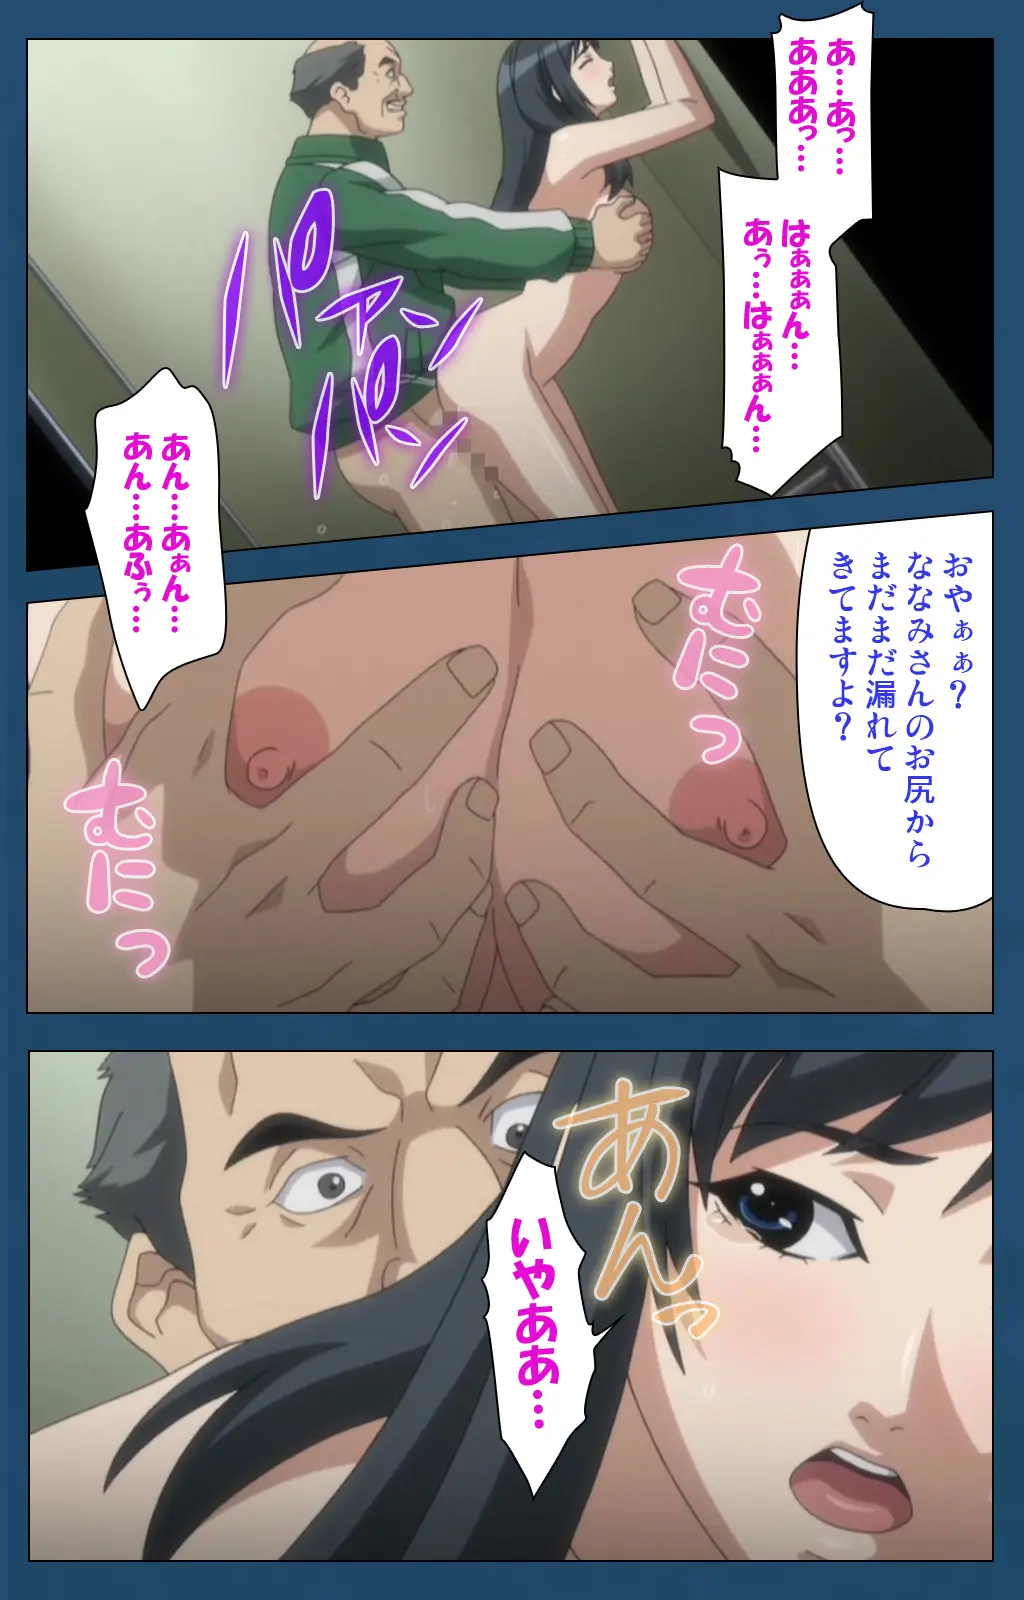 あ…あっ…
あああっ…
はぁぁぁん…
あぅ…はぁぁぁん…
パンパンッ
あん…あぁん…
あん…あふぅ…
おやぁぁ？
ななみさんのお尻から
まだまだ漏れて
きてますよ？
むにっ
むにっ
あんっ
いやああ…